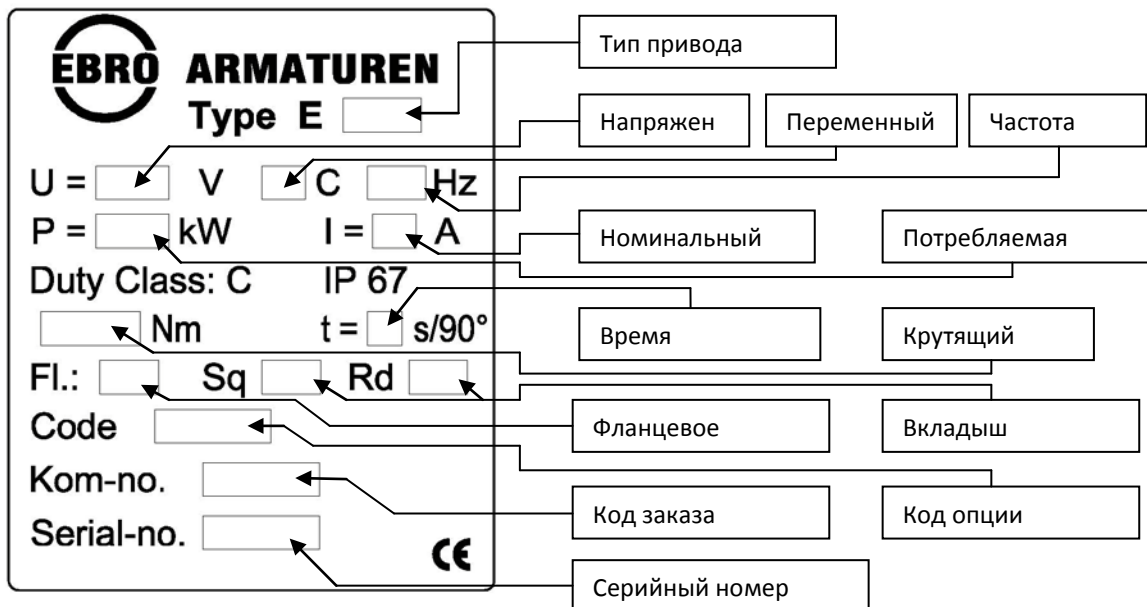 EBRO ARMATUREN
Type E
Тип привода
Напряжен
Переменный
Частота
U = V C Hz
P = kW I = A
Номинальный
Потребляемая
Duty Class: C IP 67
Nm t = s/90°
Время
Крутящий
Fl.: Sq Rd
Code
Фланцевое
Вкладыш
Kom-no.
Код заказа
Код опции
Serial-no.
CE
Серийный номер